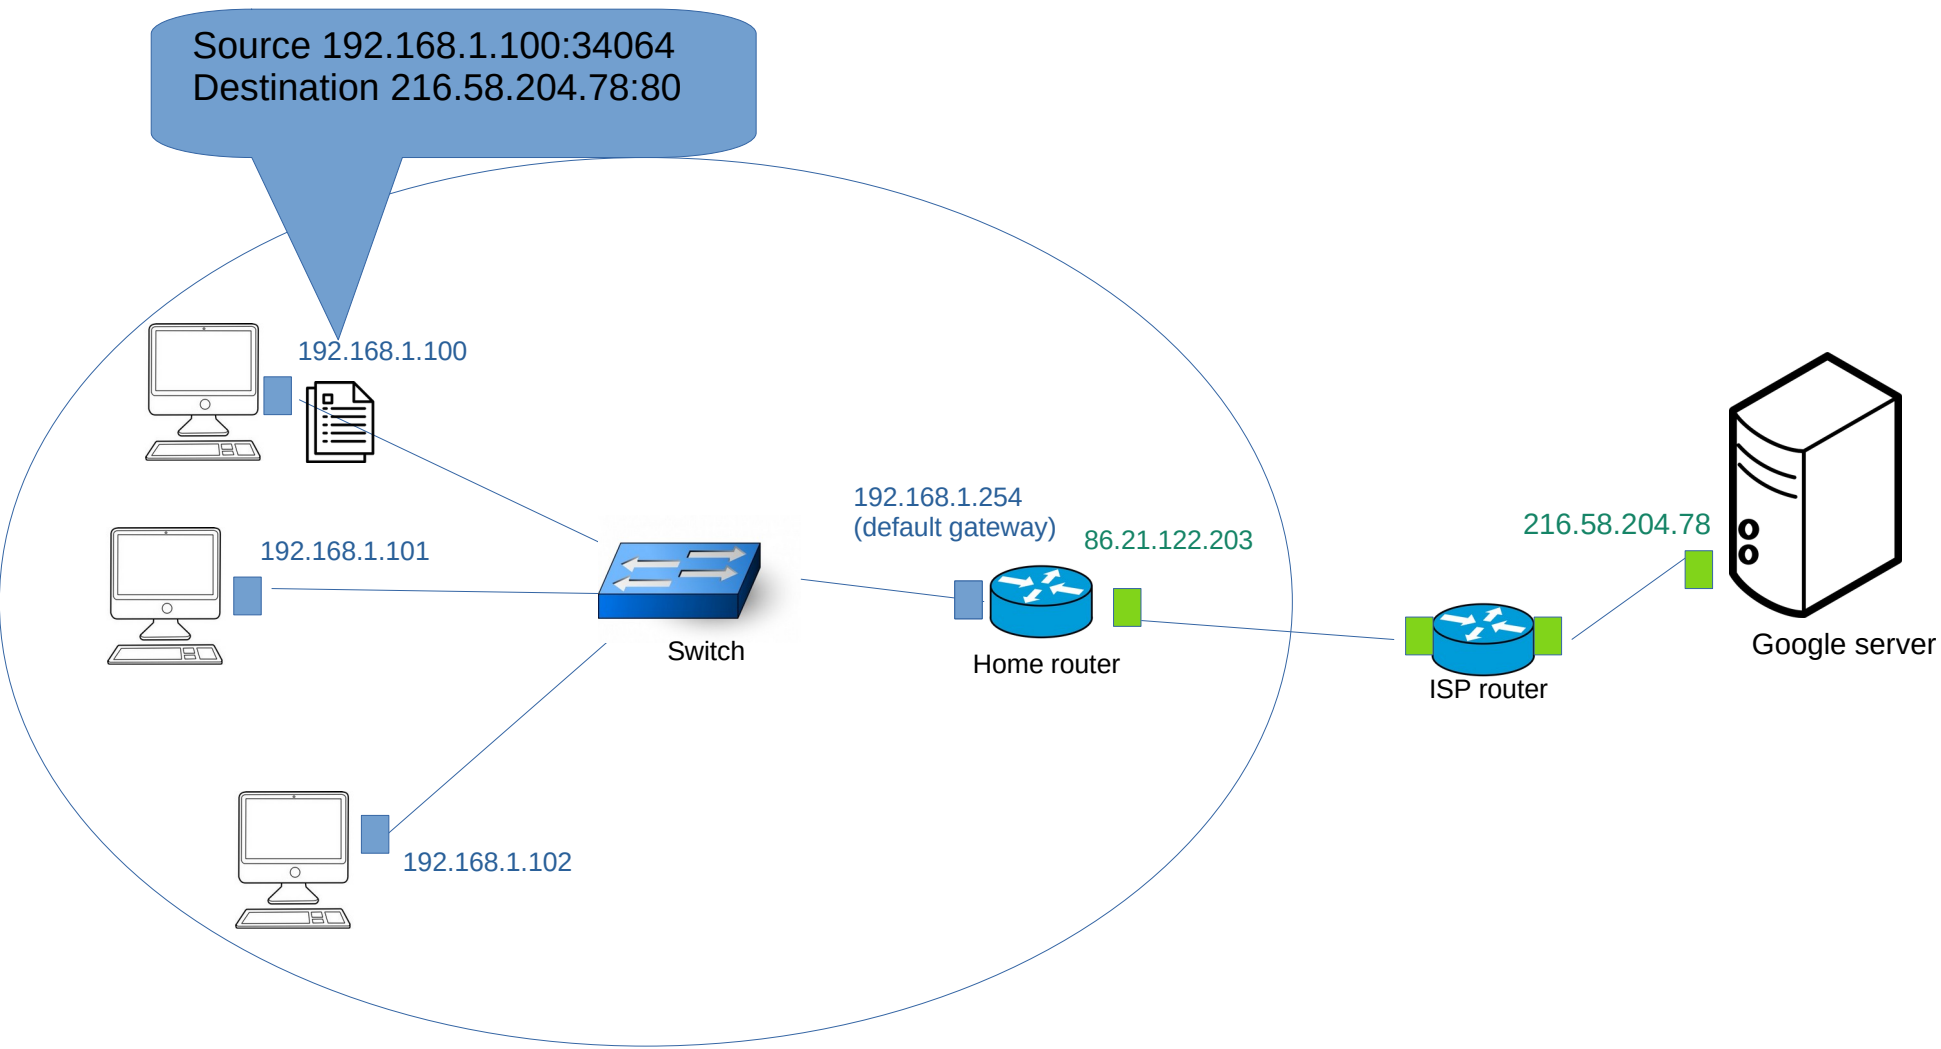 Source 192.168.1.100:34064
Destination 216.58.204.78:80
192.168.1.100
192.168.1.101
192.168.1.102
Switch
192.168.1.254
(default gateway)
86.21.122.203
Home router
ISP router
216.58.204.78
Google server